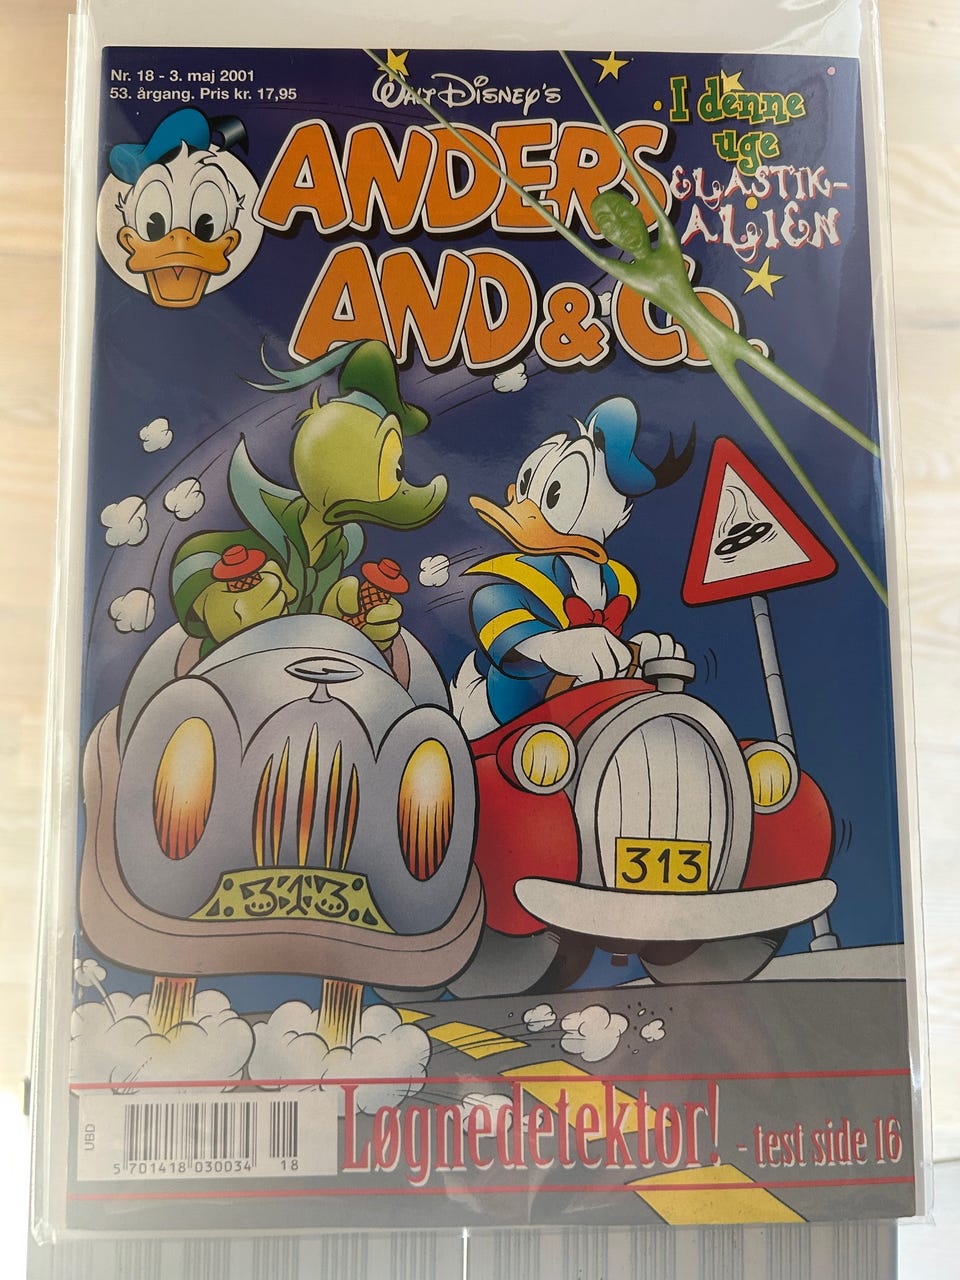 Nr. 18 - 3. maj 2001
53. årgang. Pris kr. 17,95
WALT DISNEY'S
ANDERS
AND & Co.
I denne
uge
ELASTIK-
ALIEN
313
313
UBD
5 701418 030034 18
Løgnedetektor! - test side 16